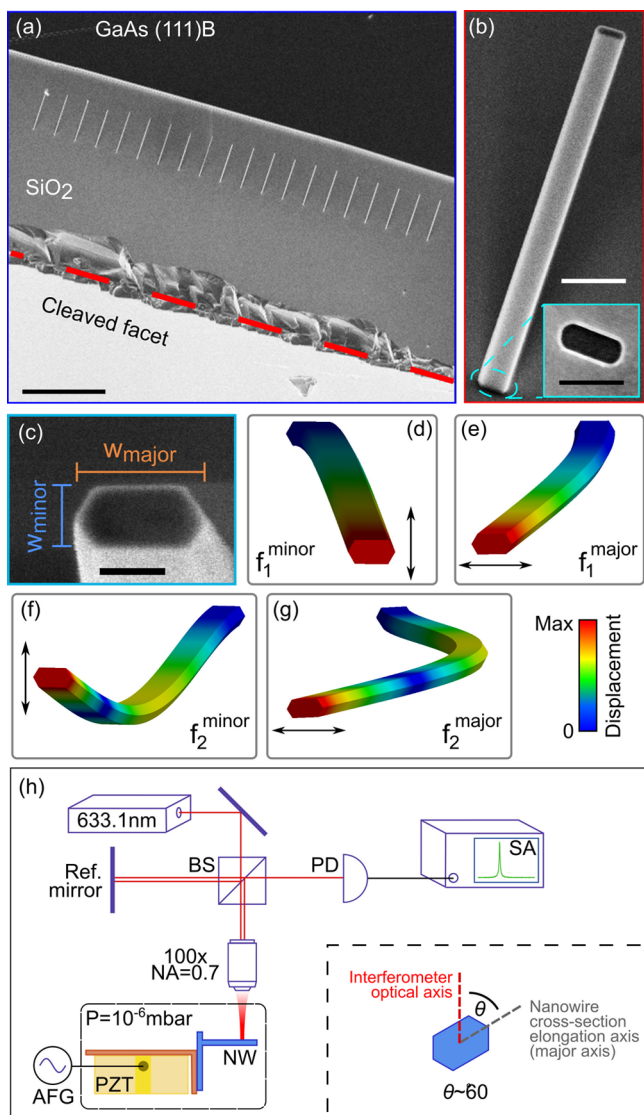 (a)
GaAs (111)B
SiO2
Cleaved facet
(b)
(c)
wmajor
wminor
(d)
f1minor
(e)
f1major
(f)
f2minor
(g)
f2major
Max
0
Displacement
(h)
633.1nm
Ref.
mirror
BS
PD
SA
100x
NA=0.7
P=10-6mbar
NW
AFG
PZT
Interferometer
optical axis
θ
Nanowire
cross-section
elongation axis
(major axis)
θ~60